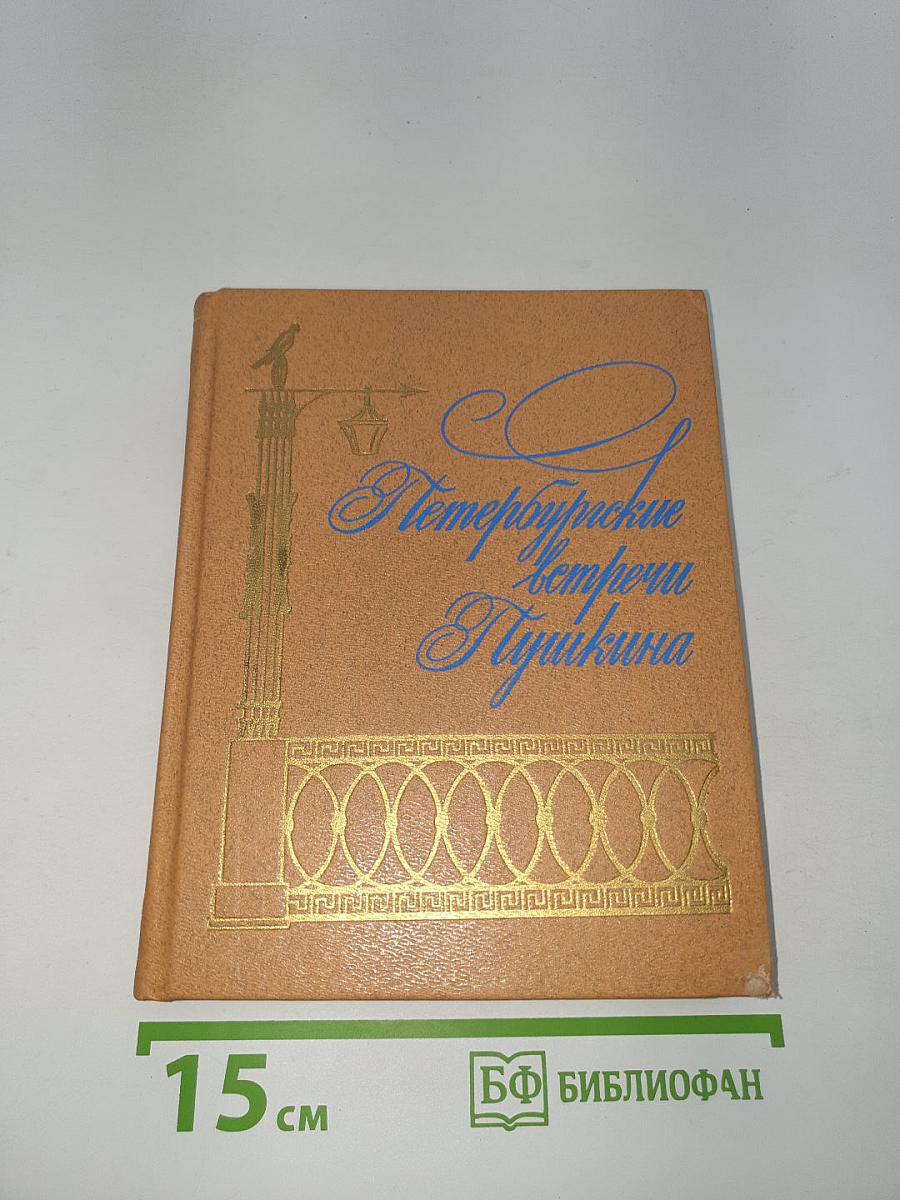 Петербургские
встречи
Пушкина
15 см
БФ БИБЛИОФАН